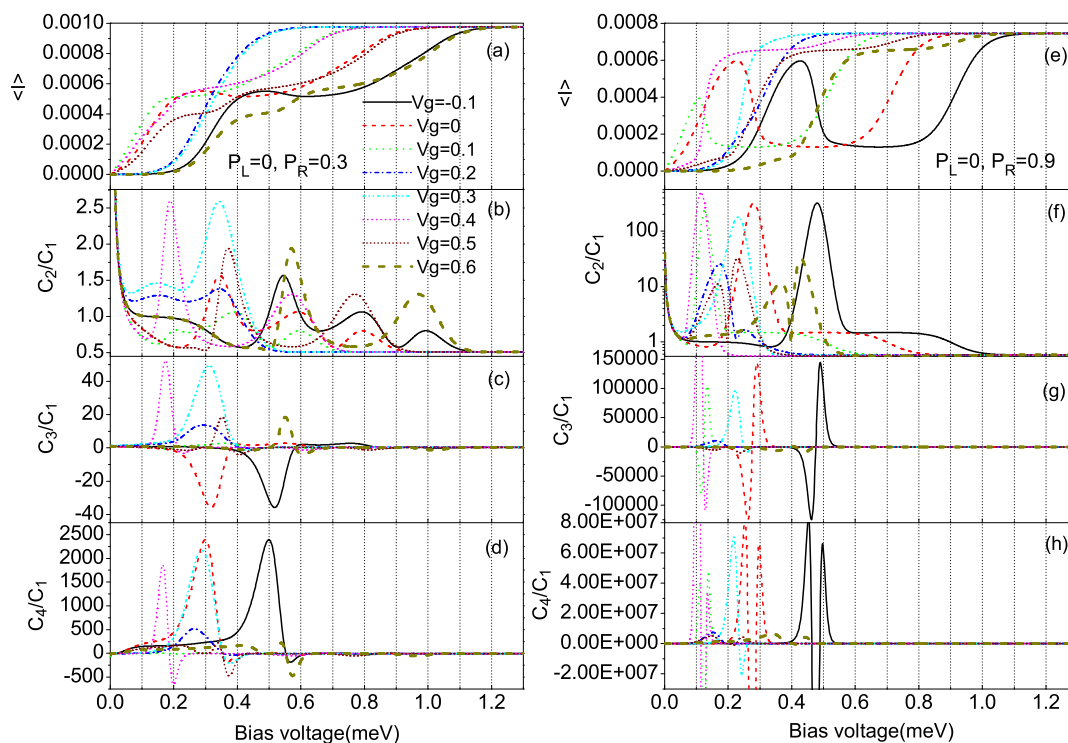 0.0010
0.0008
0.0006
0.0004
0.0002
0.0000
<I>
(a)
P_L=0, P_R=0.3
Vg=-0.1
Vg=0
Vg=0.1
Vg=0.2
Vg=0.3
Vg=0.4
Vg=0.5
Vg=0.6
2.5
2.0
1.5
1.0
0.5
C_2/C_1
(b)
40
20
0
-20
-40
C_3/C_1
(c)
2500
2000
1500
1000
500
0
-500
C_4/C_1
(d)
0.0 0.2 0.4 0.6 0.8 1.0 1.2
Bias voltage(meV)
0.0008
0.0006
0.0004
0.0002
0.0000
<I>
(e)
P_L=0, P_R=0.9
100
10
1
C_2/C_1
(f)
150000
100000
50000
0
-50000
-100000
C_3/C_1
(g)
8.00E+007
6.00E+007
4.00E+007
2.00E+007
0.00E+000
-2.00E+007
C_4/C_1
(h)
0.0 0.2 0.4 0.6 0.8 1.0 1.2
Bias voltage(meV)